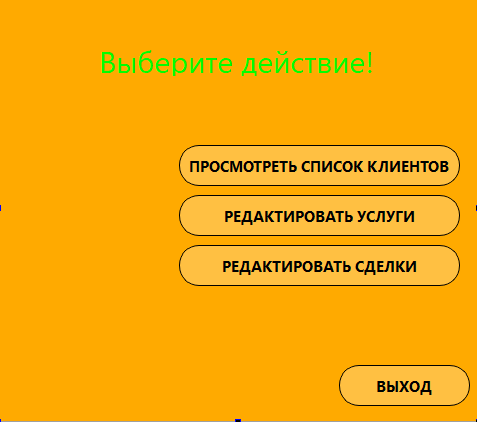 Выберите действие!
ПРОСМОТРЕТЬ СПИСОК КЛИЕНТОВ
РЕДАКТИРОВАТЬ УСЛУГИ
РЕДАКТИРОВАТЬ СДЕЛКИ
ВЫХОД